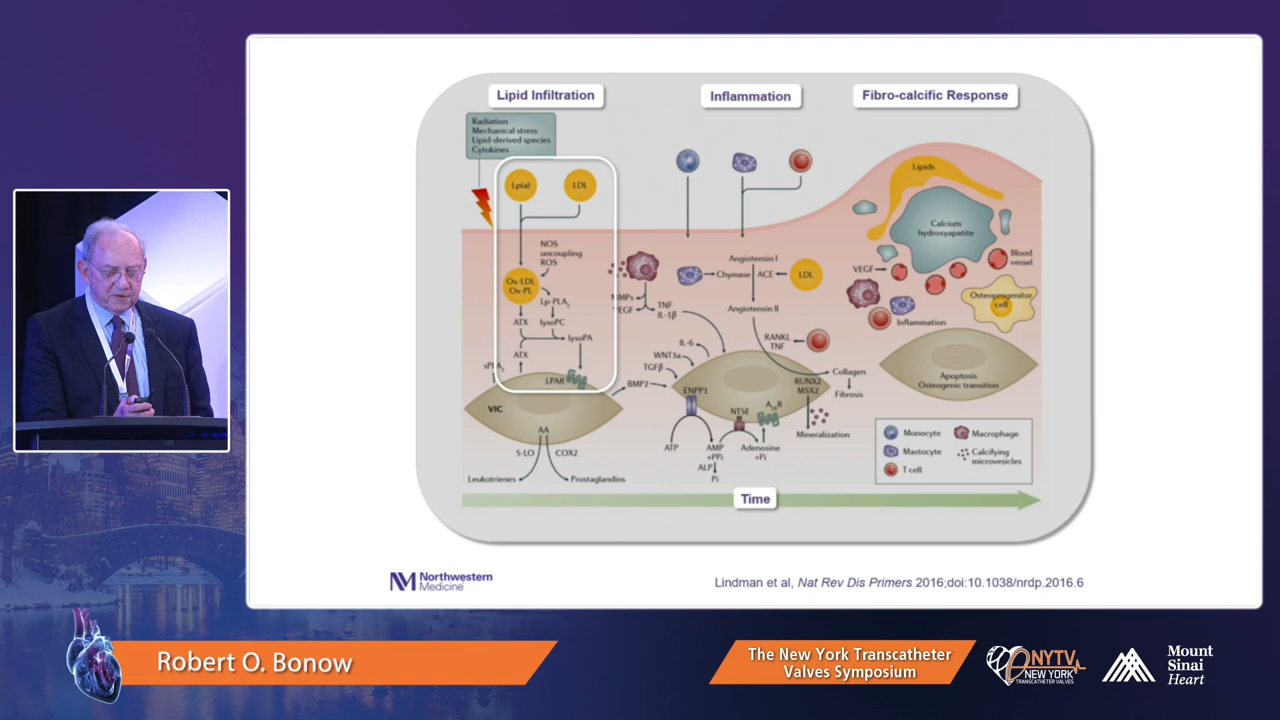 Lipid Infiltration
Inflammation
Fibro-calcific Response
Radiation
Mechanical stress
Lipid-derived species
Cytokines
Lp(a)
LDL
NOS
uncoupling
ROS
Ox-LDL
Ox-PL
Lp-PLA2
ATX
lysoPC
lysoPA
ATX
sPLA2
LPAR
VIC
AA
5-LO
COX2
Leukotrienes
Prostaglandins
MMPs
VEGF
TNF
IL-1β
IL-6
WNT3a
TGFβ
BMP2
Angiotensin I
Chymase
ACE
LDL
Angiotensin II
RANKL
TNF
ENPP1
NT5E
A2AR
RUNX2
MSX2
Collagen
Fibrosis
Mineralization
ATP
AMP
+PPi
Adenosine
+Pi
ALP
Pi
Lipids
Calcium
hydroxyapatite
Blood
vessel
VEGF
Osteoprogenitor
cell
Inflammation
Apoptosis
Osteogenic transition
Monocyte
Macrophage
Mastocyte
Calcifying
microvesicles
T cell
Time
Northwestern
Medicine
Lindman et al, Nat Rev Dis Primers 2016;doi:10.1038/nrdp.2016.6
Robert O. Bonow
The New York Transcatheter
Valves Symposium
NYTV
NEW YORK
TRANSCATHETER VALVES
Mount
Sinai
Heart